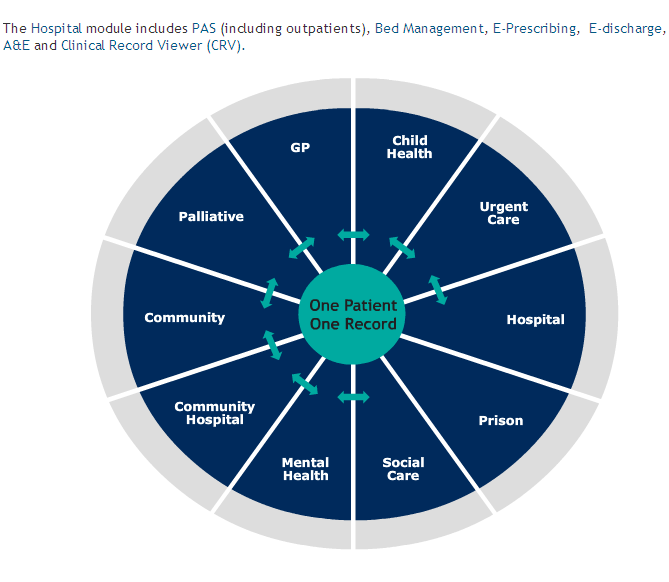 The Hospital module includes PAS (including outpatients), Bed Management, E-Prescribing, E-discharge,
A&E and Clinical Record Viewer (CRV).
GP
Child
Health
Urgent
Care
Palliative
Community
One Patient
One Record
Hospital
Community
Hospital
Prison
Mental
Health
Social
Care